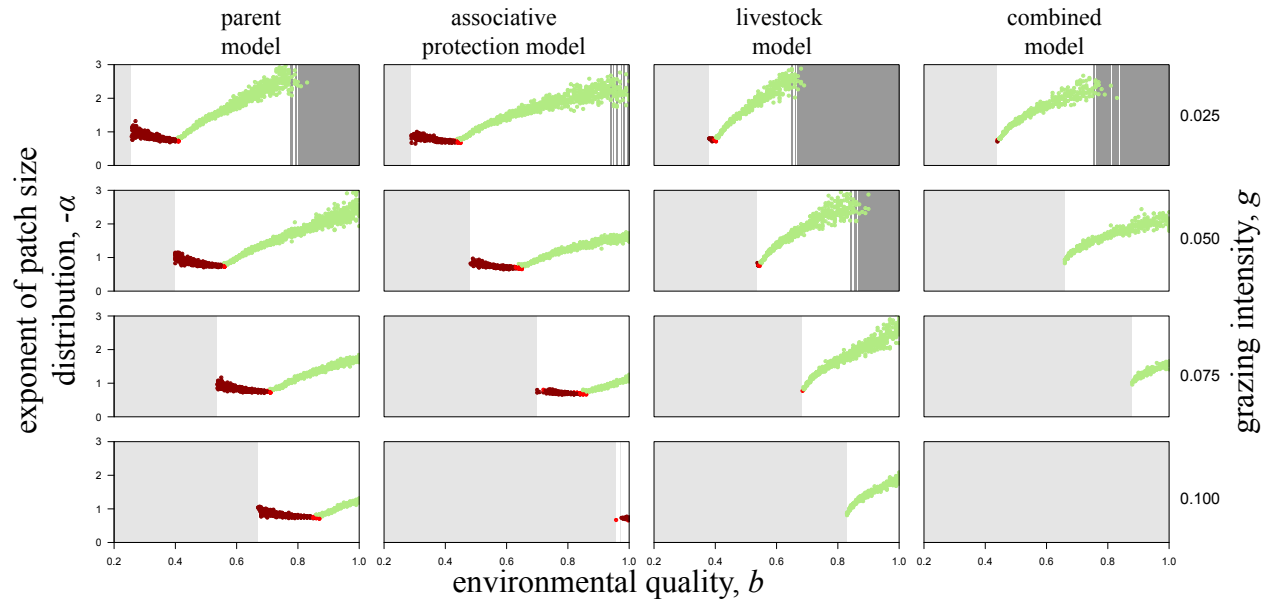 parent
model
associative
protection model
livestock
model
combined
model
exponent of patch size
distribution, -α
3
2
1
0
0.025
3
2
1
0
0.050
3
2
1
0
0.075
3
2
1
0
0.100
grazing intensity, g
0.2 0.4 0.6 0.8 1.0
0.2 0.4 0.6 0.8 1.0
0.2 0.4 0.6 0.8 1.0
0.2 0.4 0.6 0.8 1.0
environmental quality, b